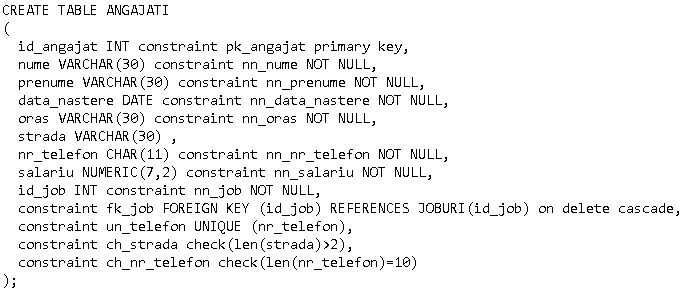 CREATE TABLE ANGAJATI
(
id_angajat INT constraint pk_angajat primary key,
nume VARCHAR(30) constraint nn_nume NOT NULL,
prenume VARCHAR(30) constraint nn_prenume NOT NULL,
data_nastere DATE constraint nn_data_nastere NOT NULL,
oras VARCHAR(30) constraint nn_oras NOT NULL,
strada VARCHAR(30) ,
nr_telefon CHAR(11) constraint nn_nr_telefon NOT NULL,
salariu NUMERIC(7,2) constraint nn_salariu NOT NULL,
id_job INT constraint nn_job NOT NULL,
constraint fk_job FOREIGN KEY (id_job) REFERENCES JOBURI(id_job) on delete cascade,
constraint un_telefon UNIQUE (nr_telefon),
constraint ch_strada check(len(strada)>2),
constraint ch_nr_telefon check(len(nr_telefon)=10)
);